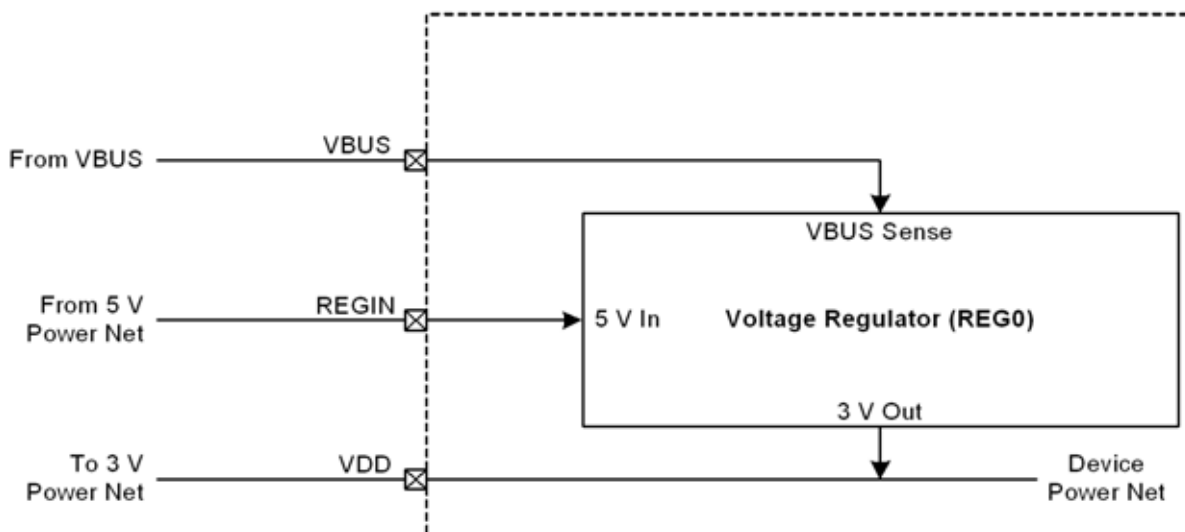 From VBUS
VBUS
VBUS Sense
From 5 V
Power Net
REGIN
5 V In
Voltage Regulator (REG0)
3 V Out
To 3 V
Power Net
VDD
Device
Power Net